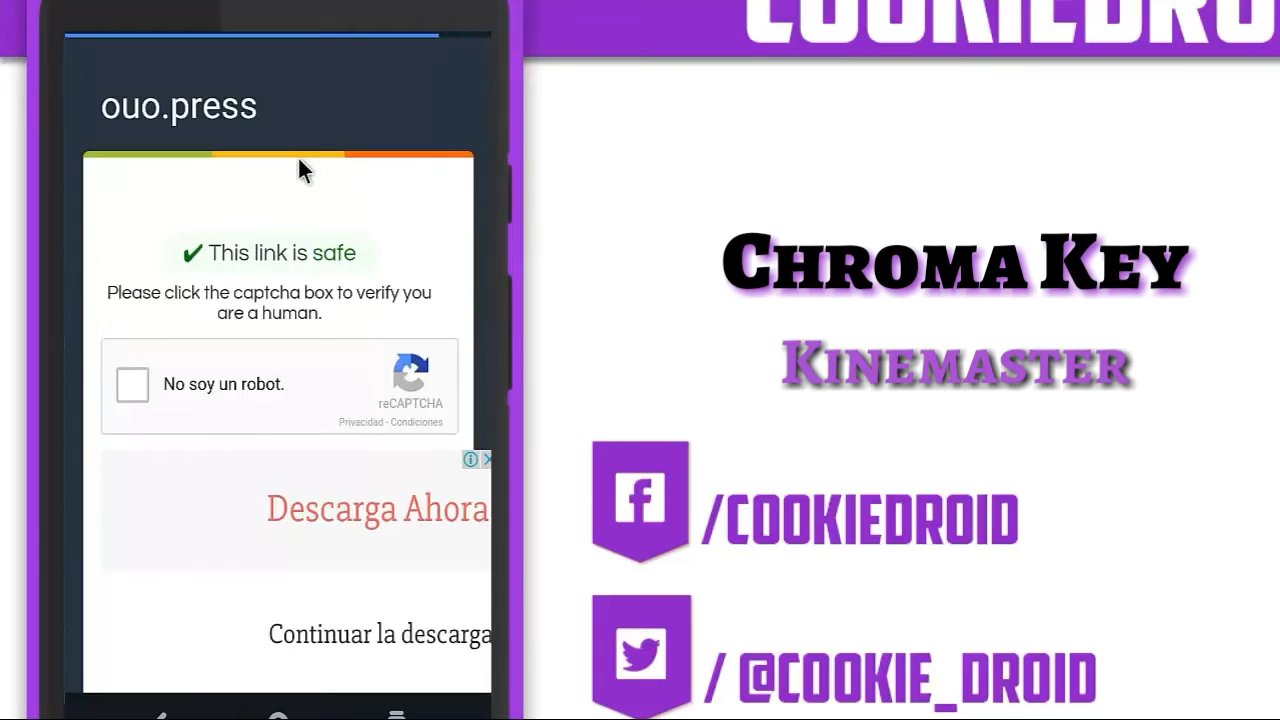 COOKIEDRO
ouo.press
✔ This link is safe
Please click the captcha box to verify you
are a human.
No soy un robot.
reCAPTCHA
Privacidad - Condiciones
Descarga Ahora
Continuar la descarga
Chroma Key
Kinemaster
/COOKIEDROID
/ @COOKIE_DROID